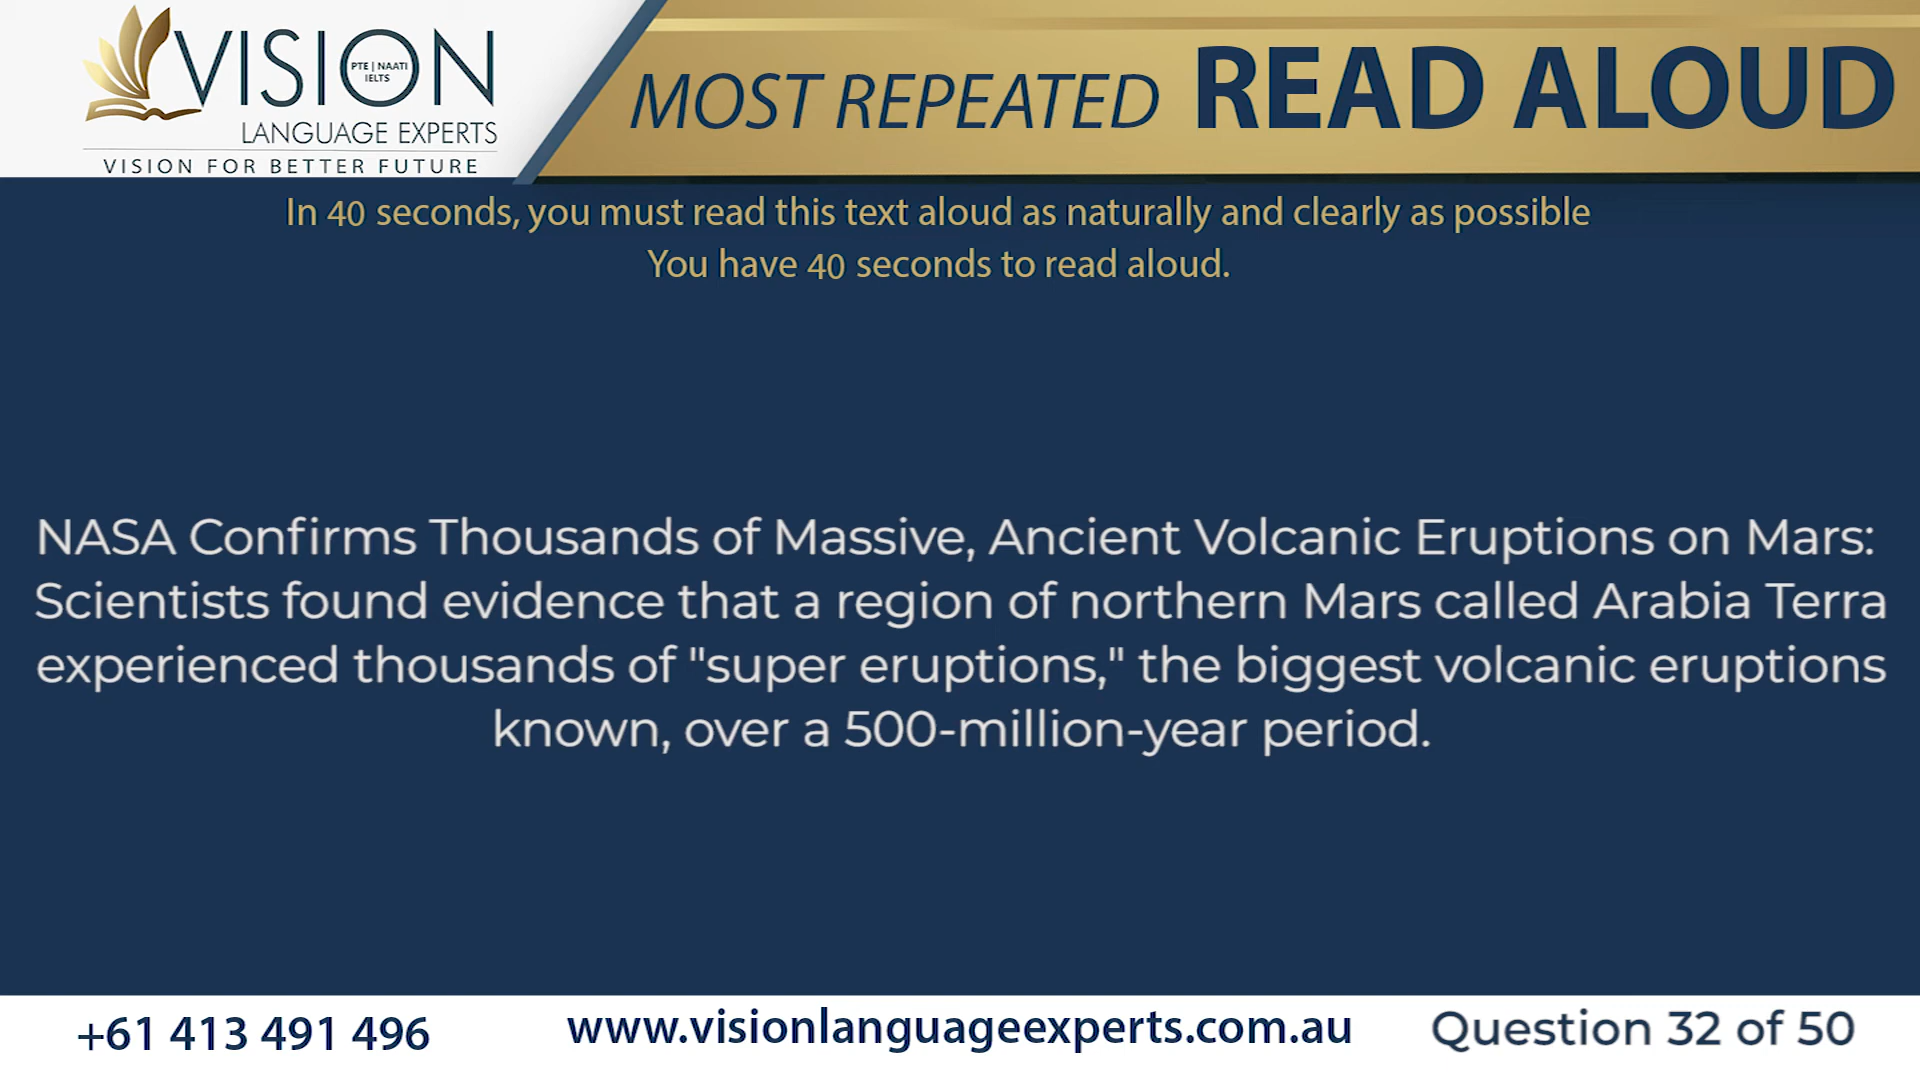 VISION
PTE | NAATI
IELTS
LANGUAGE EXPERTS
VISION FOR BETTER FUTURE
MOST REPEATED READ ALOUD
In 40 seconds, you must read this text aloud as naturally and clearly as possible
You have 40 seconds to read aloud.
NASA Confirms Thousands of Massive, Ancient Volcanic Eruptions on Mars:
Scientists found evidence that a region of northern Mars called Arabia Terra
experienced thousands of "super eruptions," the biggest volcanic eruptions
known, over a 500-million-year period.
+61 413 491 496
www.visionlanguageexperts.com.au
Question 32 of 50